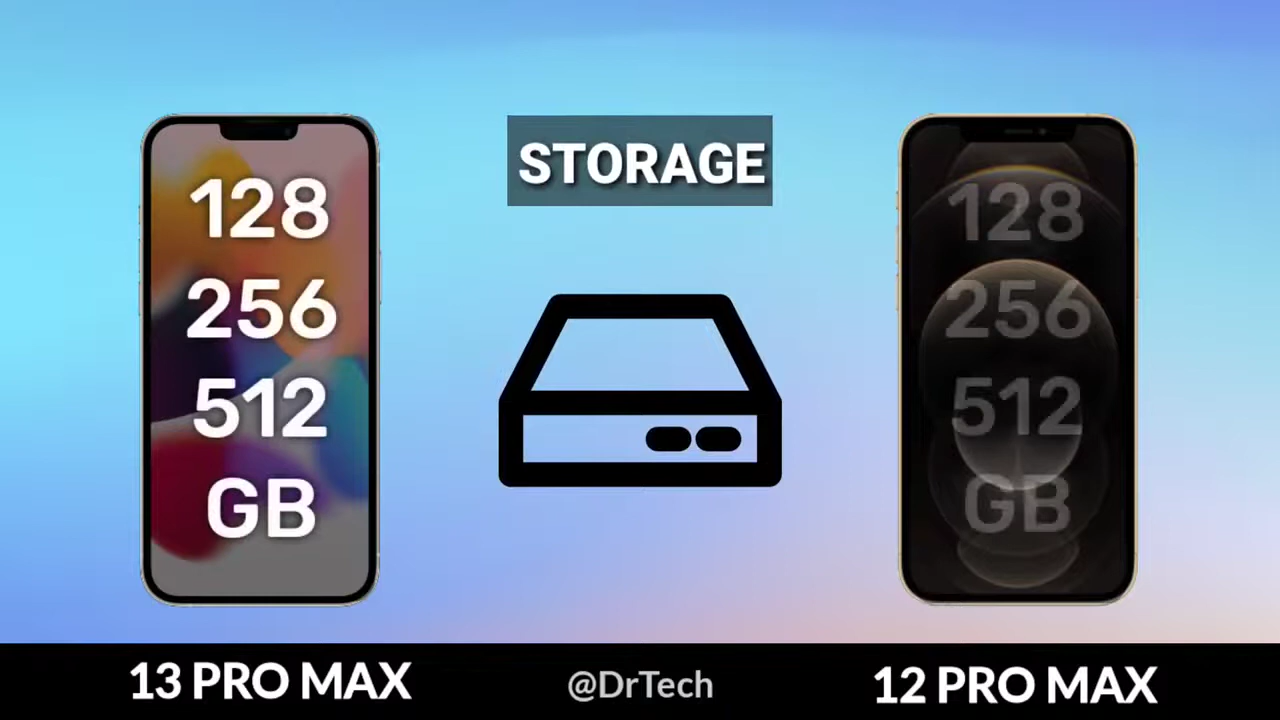 STORAGE
128
256
512
GB
128
256
512
GB
13 PRO MAX
@DrTech
12 PRO MAX